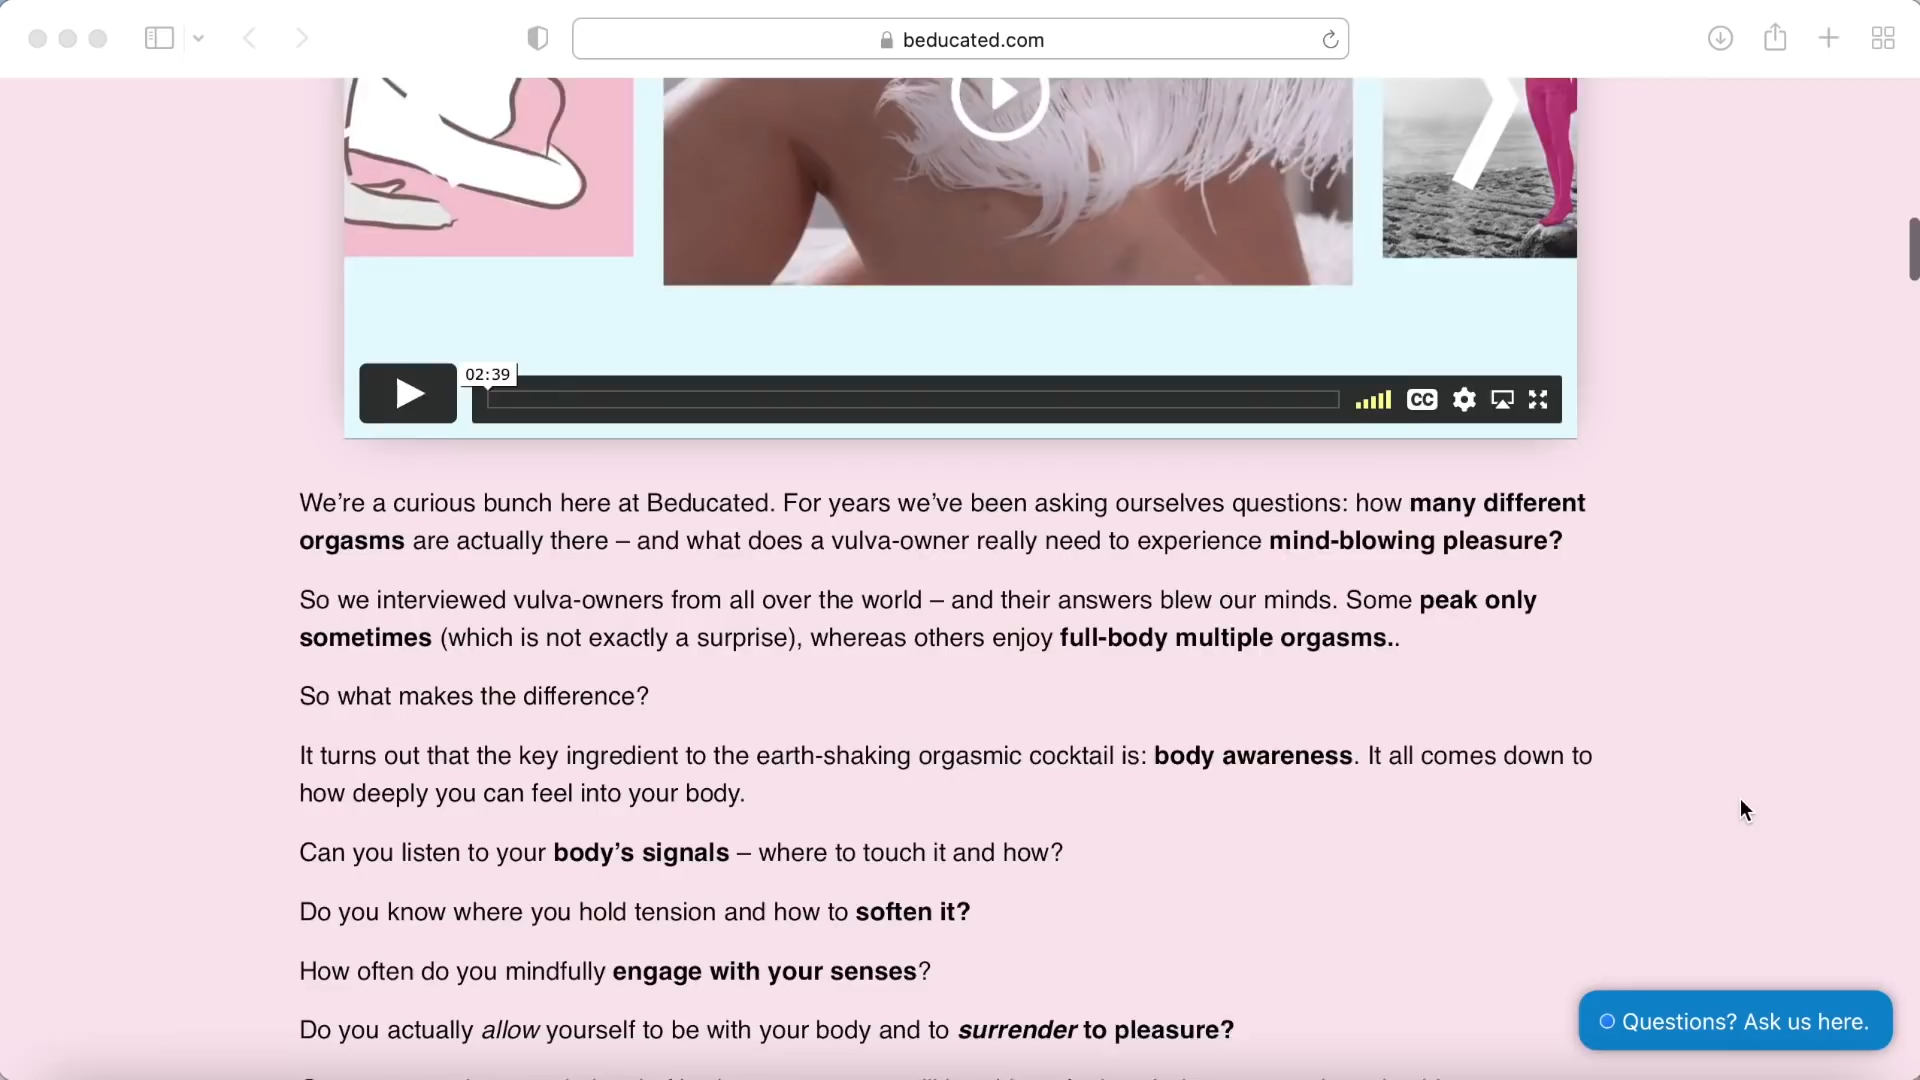 beducated.com
02:39
CC
We’re a curious bunch here at Beducated. For years we’ve been asking ourselves questions: how many different
orgasms are actually there – and what does a vulva-owner really need to experience mind-blowing pleasure?
So we interviewed vulva-owners from all over the world – and their answers blew our minds. Some peak only
sometimes (which is not exactly a surprise), whereas others enjoy full-body multiple orgasms..
So what makes the difference?
It turns out that the key ingredient to the earth-shaking orgasmic cocktail is: body awareness. It all comes down to
how deeply you can feel into your body.
Can you listen to your body’s signals – where to touch it and how?
Do you know where you hold tension and how to soften it?
How often do you mindfully engage with your senses?
Do you actually allow yourself to be with your body and to surrender to pleasure?
Questions? Ask us here.